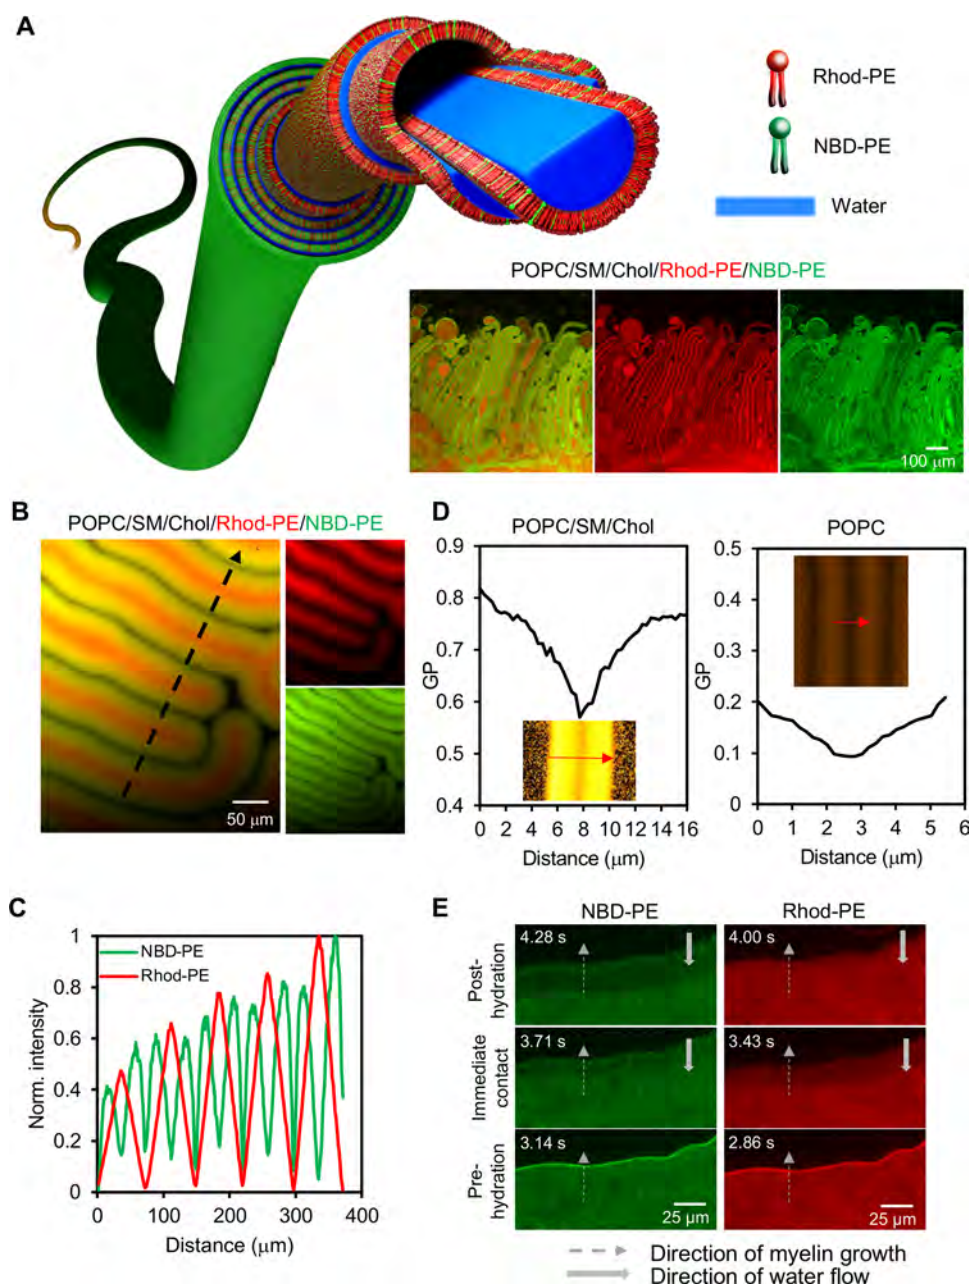 A
Rhod-PE
NBD-PE
Water
POPC/SM/Chol/Rhod-PE/NBD-PE
100 µm
B
POPC/SM/Chol/Rhod-PE/NBD-PE
50 µm
D
POPC/SM/Chol
0.9
0.8
0.7
0.6
0.5
0.4
GP
0 2 4 6 8 10 12 14 16
Distance (µm)
POPC
0.5
0.4
0.3
0.2
0.1
0
GP
0 1 2 3 4 5 6
Distance (µm)
C
1
0.8
0.6
0.4
0.2
0
Norm. intensity
NBD-PE
Rhod-PE
0 100 200 300 400
Distance (µm)
E
NBD-PE
Rhod-PE
Post-
hydration
4.28 s
4.00 s
Immediate
contact
3.71 s
3.43 s
Pre-
hydration
3.14 s
2.86 s
25 µm
25 µm
Direction of myelin growth
Direction of water flow